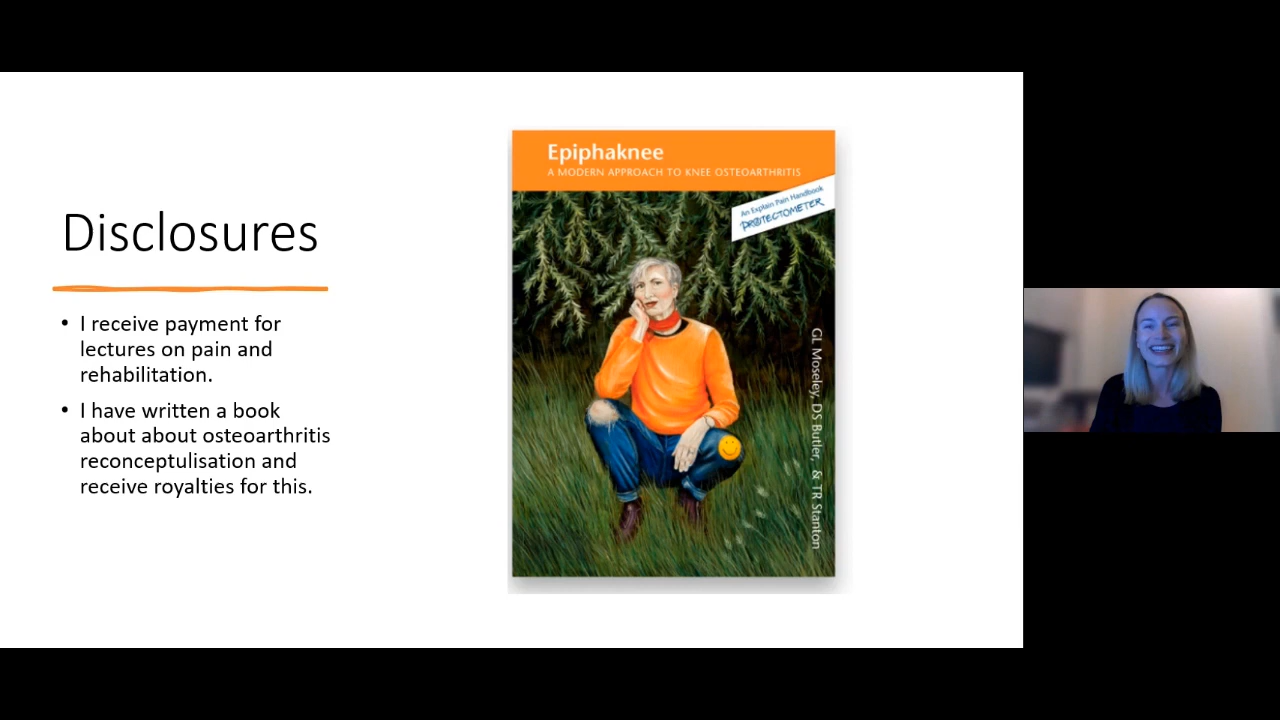 Disclosures
• I receive payment for
lectures on pain and
rehabilitation.
• I have written a book
about about osteoarthritis
reconceptulisation and
receive royalties for this.
Epiphaknee
A MODERN APPROACH TO KNEE OSTEOARTHRITIS
An Explain Pain Handbook
PROTECTOMETER
GL Moseley, DS Butler, & TR Stanton